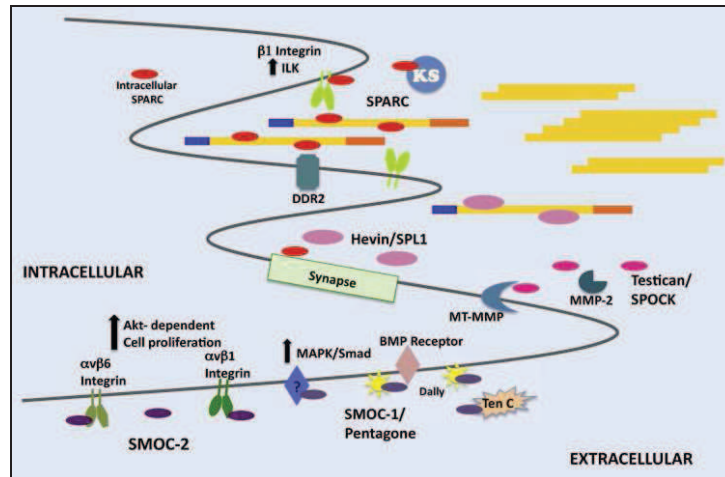 β1 Integrin
ILK
KS
Intracellular
SPARC
SPARC
DDR2
Hevin/SPL1
INTRACELLULAR
Synapse
Testican/
SPOCK
MMP-2
MT-MMP
Akt- dependent
Cell proliferation
MAPK/Smad
BMP Receptor
αvβ6
Integrin
αvβ1
Integrin
?
Dally
SMOC-1/
Pentagone
Ten C
SMOC-2
EXTRACELLULAR